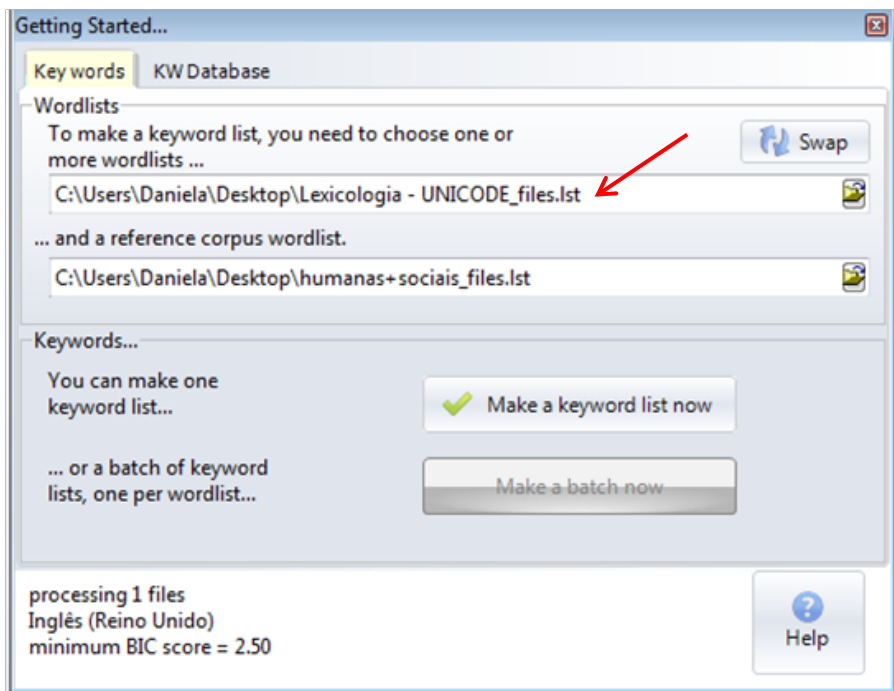 Getting Started...
Key words KW Database
Wordlists
To make a keyword list, you need to choose one or
more wordlists ...
Swap
C:\Users\Daniela\Desktop\Lexicologia - UNICODE_files.lst
... and a reference corpus wordlist.
C:\Users\Daniela\Desktop\humanas+sociais_files.lst
Keywords...
You can make one
keyword list...
Make a keyword list now
... or a batch of keyword
lists, one per wordlist...
Make a batch now
processing 1 files
Inglês (Reino Unido)
minimum BIC score = 2.50
Help